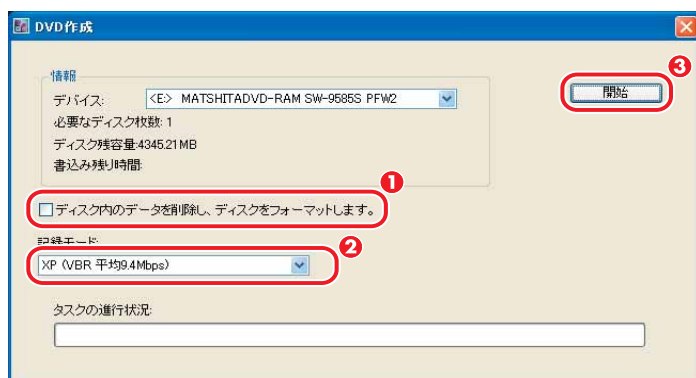 DVD作成
❸
情報
デバイス: <E:> MATSHITADVD-RAM SW-9585S PFW2
開始
必要なディスク枚数: 1
ディスク残容量:4345.21 MB
書込み残り時間:
❶
ディスク内のデータを削除し、ディスクをフォーマットします。
記録モード:
❷
XP (VBR 平均9.4Mbps)
タスクの進行状況: